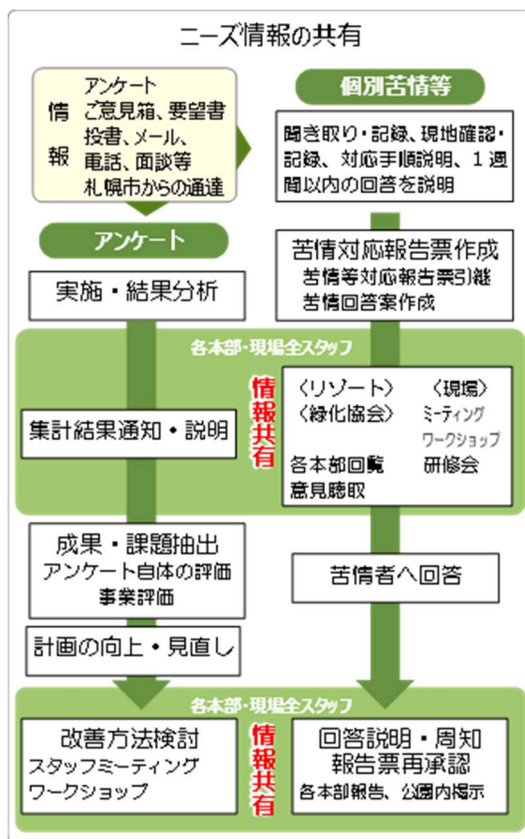 ニーズ情報の共有
情報
アンケート
ご意見箱、要望書
投書、メール、
電話、面談等
札幌市からの通達
個別苦情等
聞き取り・記録、現地確認・
記録、対応手順説明、1週
間以内の回答を説明
アンケート
実施・結果分析
苦情対応報告票作成
苦情等対応報告票引継
苦情回答案作成
各本部・現場全スタッフ
集計結果通知・説明
情報共有
〈リゾート〉 〈現場〉
〈緑化協会〉 ミーティング
ワークショップ
各本部回覧 研修会
意見聴取
成果・課題抽出
アンケート自体の評価
事業評価
苦情者へ回答
計画の向上・見直し
各本部・現場全スタッフ
改善方法検討
スタッフミーティング
ワークショップ
情報共有
回答説明・周知
報告票再承認
各本部報告、公園内掲示